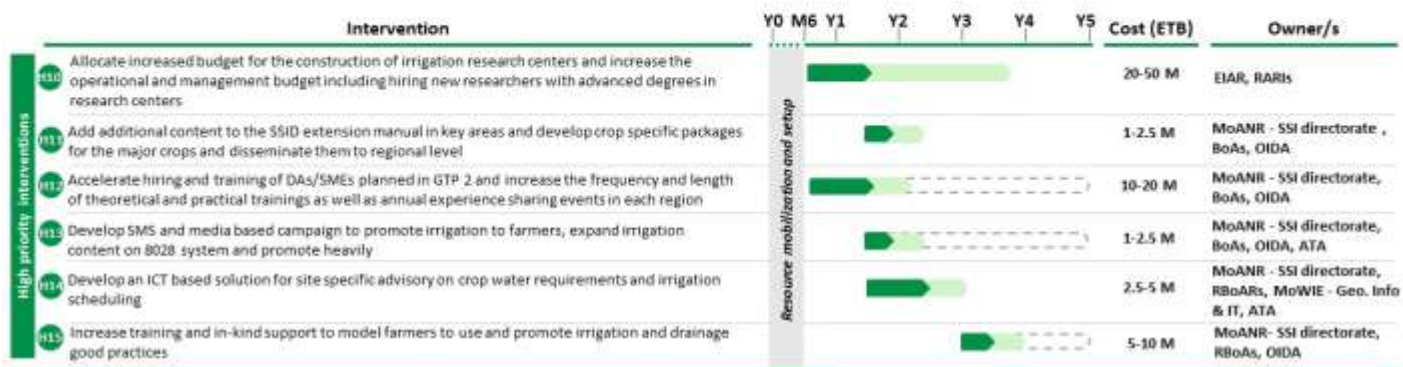 Intervention Y0 M6 Y1 Y2 Y3 Y4 Y5 Cost (ETB) Owner/s
High priority interventions
Resource mobilization and setup
H10 Allocate increased budget for the construction of irrigation research centers and increase the
operational and management budget including hiring new researchers with advanced degrees in
research centers
20-50 M
EIAR, RARIs
H11 Add additional content to the SSID extension manual in key areas and develop crop specific packages
for the major crops and disseminate them to regional level
1-2.5 M
MoANR - SSI directorate ,
BoAs, OIDA
H12 Accelerate hiring and training of DAs/SMEs planned in GTP 2 and increase the frequency and length
of theoretical and practical trainings as well as annual experience sharing events in each region
10-20 M
MoANR - SSI directorate,
BoAs, OIDA
H13 Develop SMS and media based campaign to promote irrigation to farmers, expand irrigation
content on 8028 system and promote heavily
1-2.5 M
MoANR - SSI directorate,
BoAs, OIDA, ATA
H14 Develop an ICT based solution for site specific advisory on crop water requirements and irrigation
scheduling
2.5-5 M
MoANR - SSI directorate,
RBoARs, MoWIE - Geo. Info
& IT, ATA
H15 Increase training and in-kind support to model farmers to use and promote irrigation and drainage
good practices
5-10 M
MoANR- SSI directorate,
RBoAs, OIDA